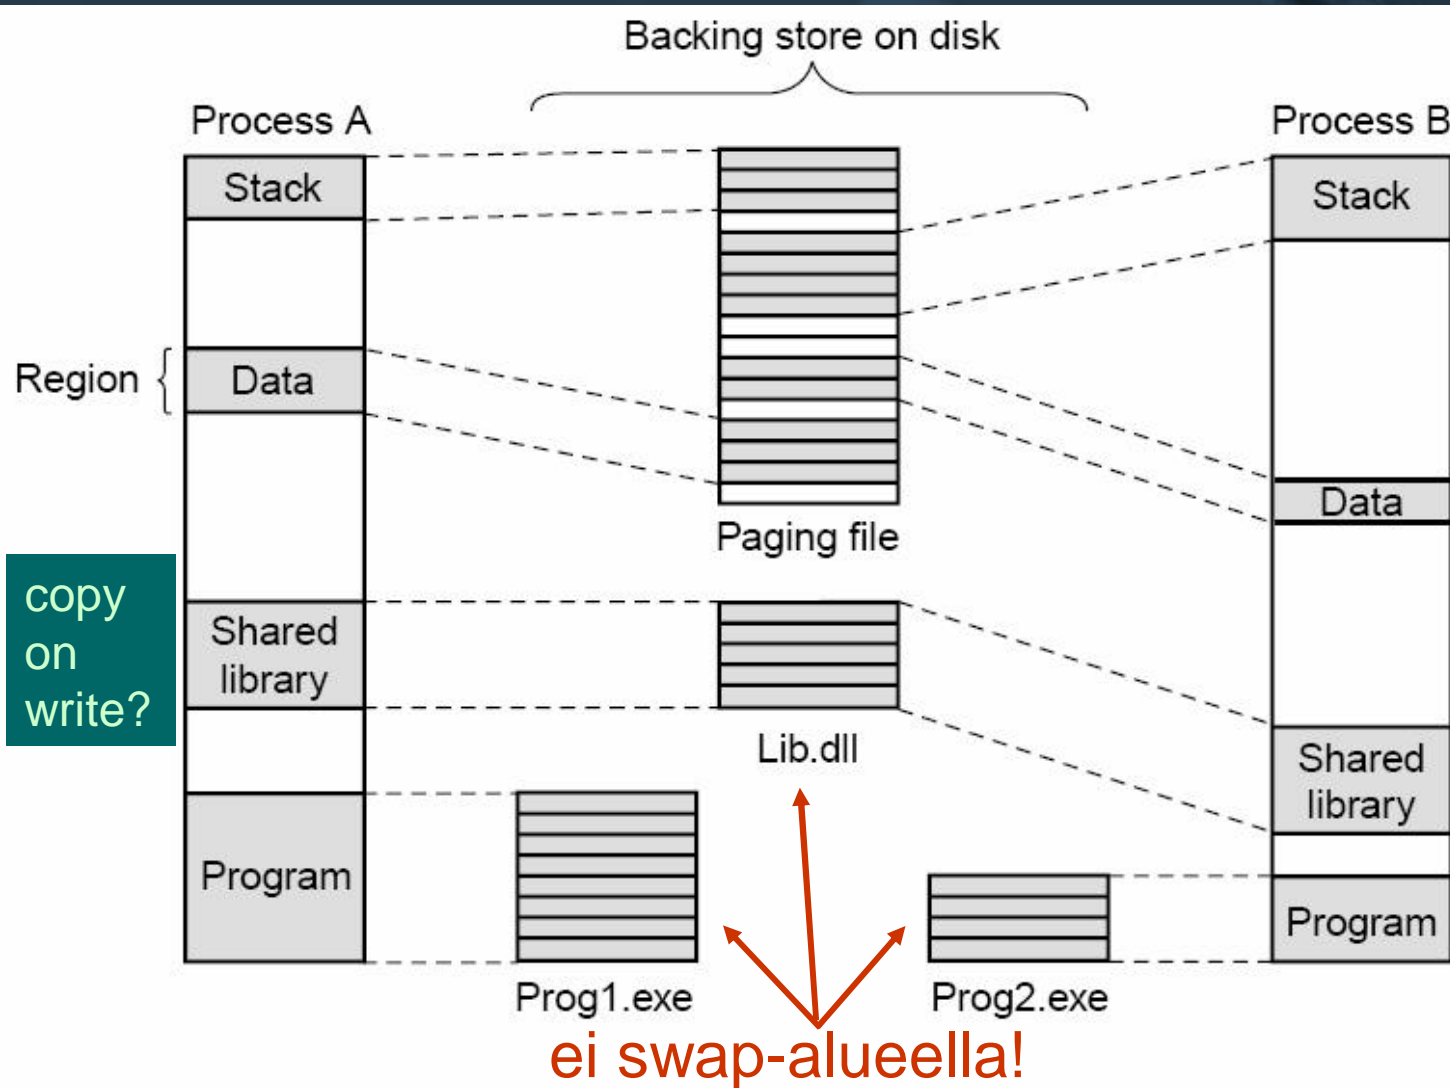 Backing store on disk
Process A
Process B
Stack
Stack
Region
Data
Data
Paging file
copy
on
write?
Shared
library
Lib.dll
Shared
library
Program
Program
Prog1.exe
Prog2.exe
ei swap-alueella!